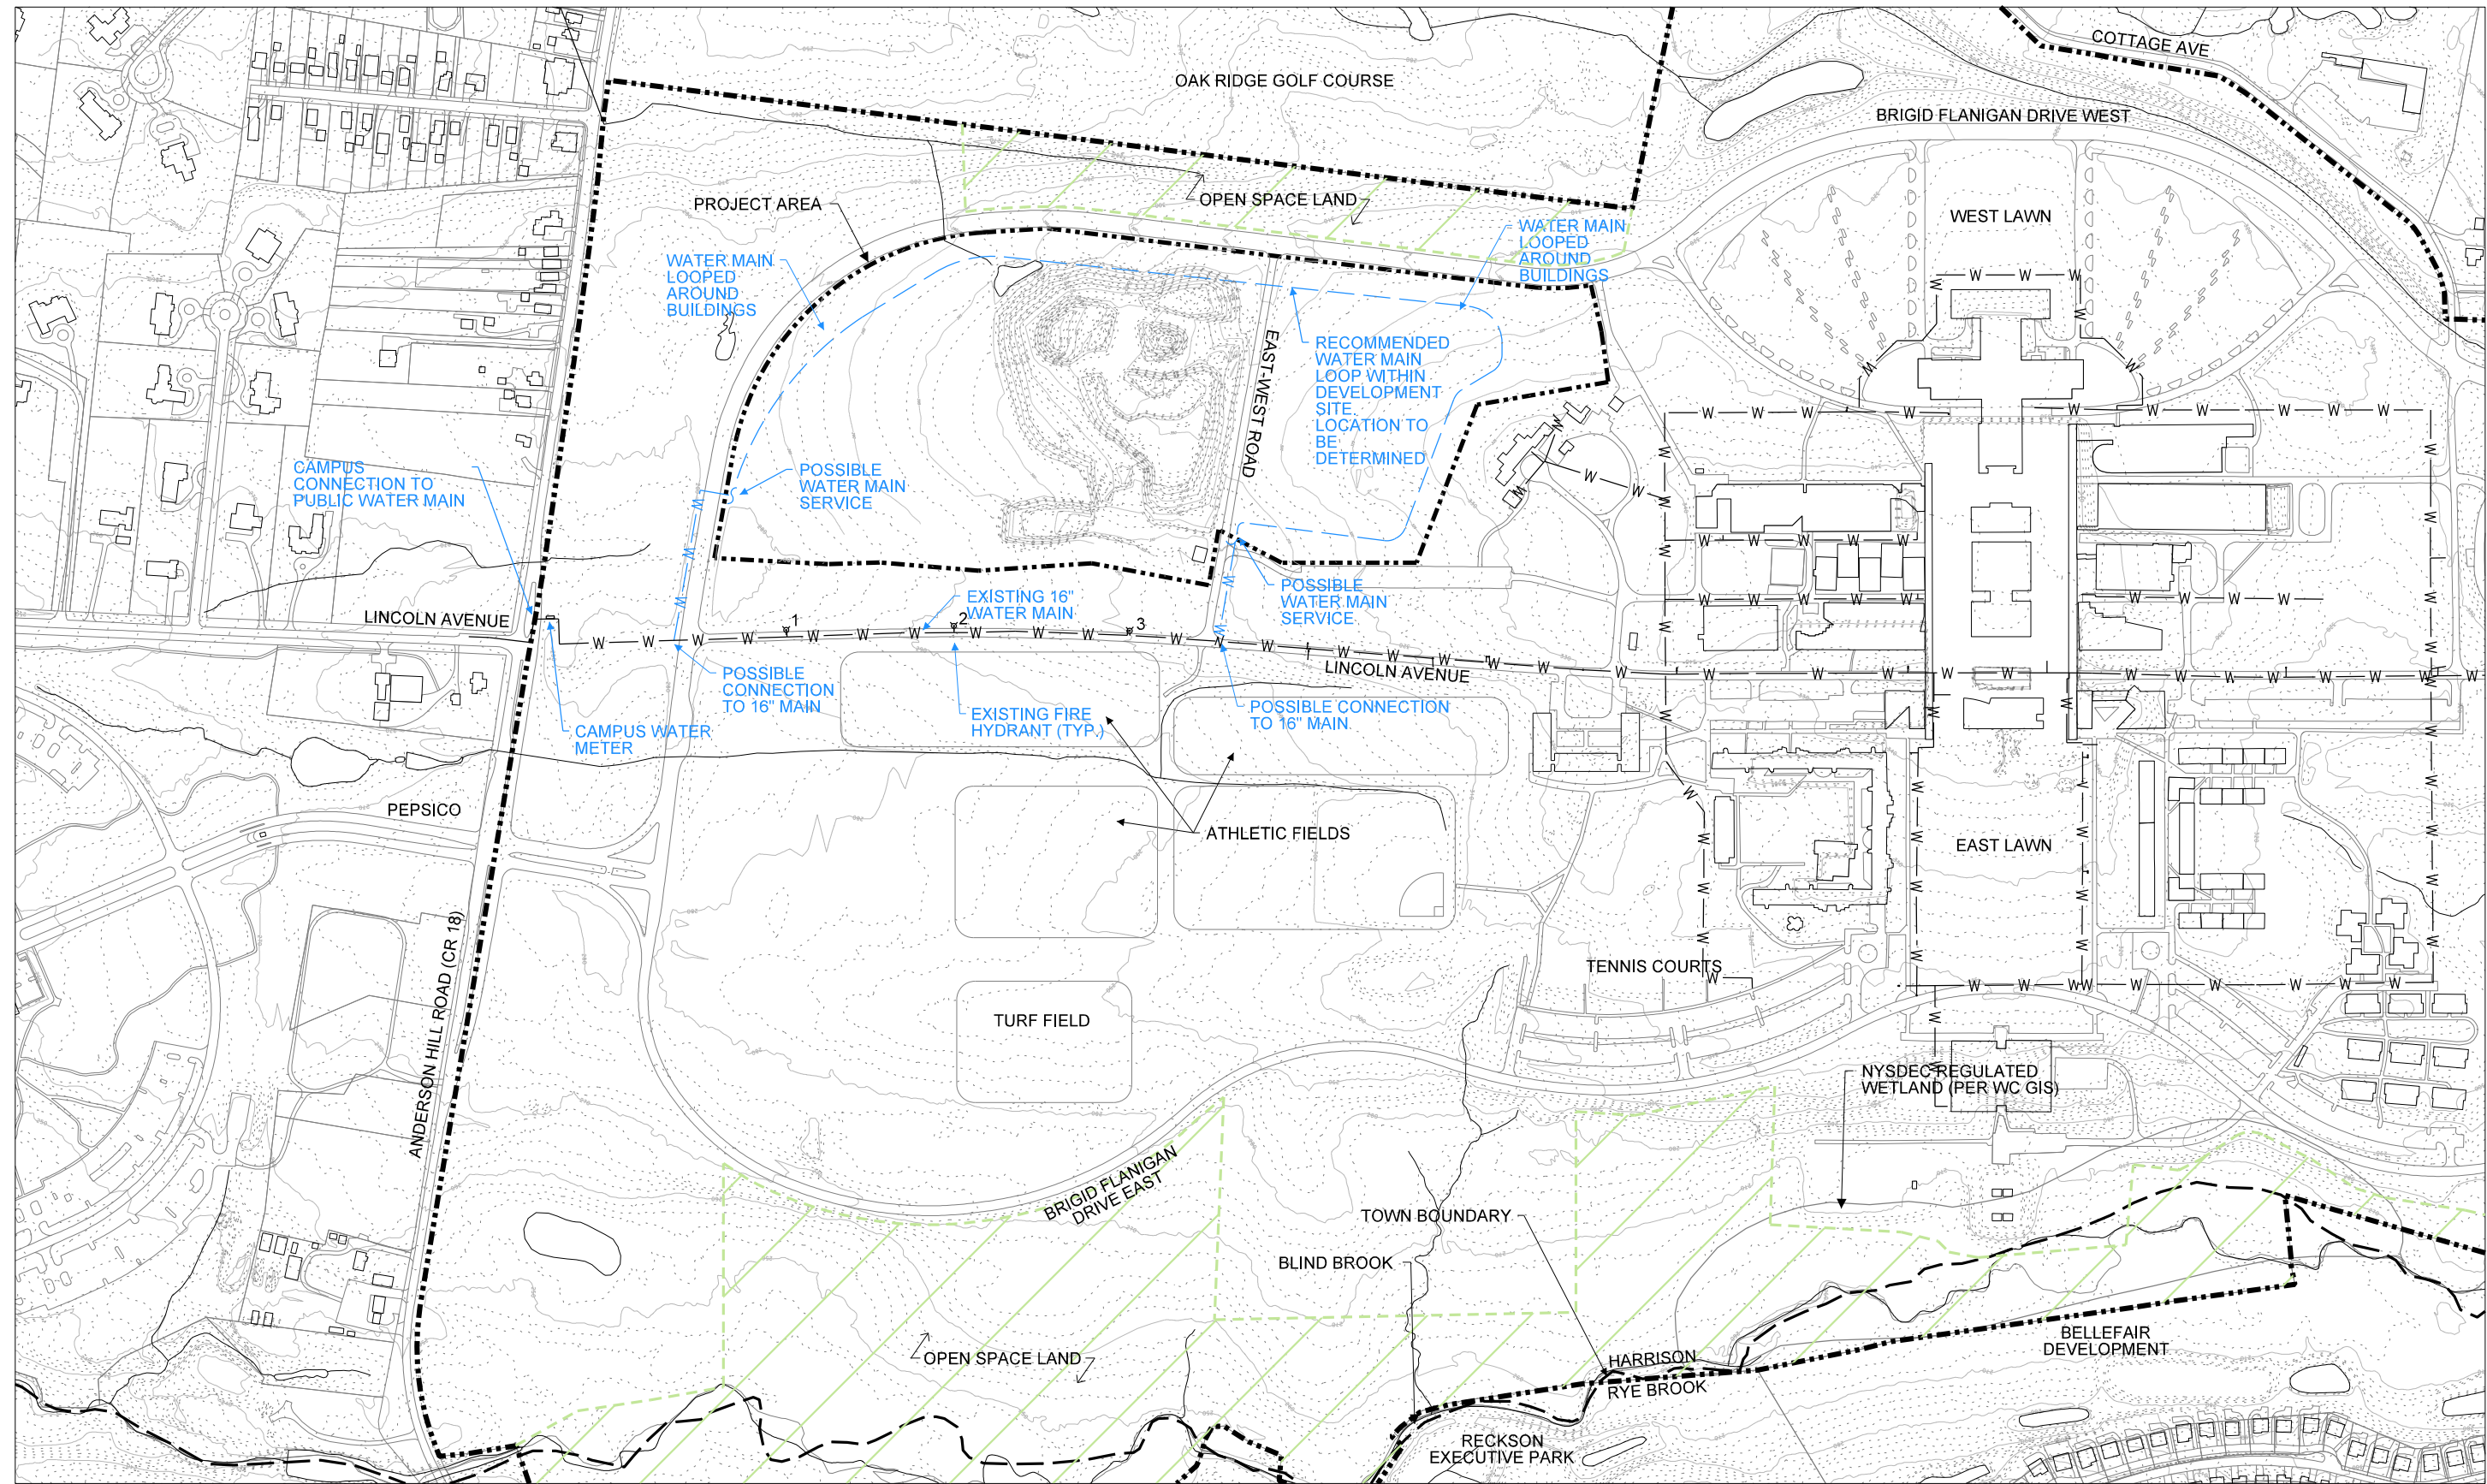 COTTAGE AVE
OAK RIDGE GOLF COURSE
BRIGID FLANIGAN DRIVE WEST
PROJECT AREA
OPEN SPACE LAND
WEST LAWN
WATER MAIN
LOOPED
AROUND
BUILDINGS
WATER MAIN
LOOPED
AROUND
BUILDINGS
EAST-WEST ROAD
RECOMMENDED
WATER MAIN
LOOP WITHIN
DEVELOPMENT
SITE.
LOCATION TO
BE
DETERMINED
CAMPUS
CONNECTION TO
PUBLIC WATER MAIN
POSSIBLE
WATER MAIN
SERVICE
POSSIBLE
WATER MAIN
SERVICE
EXISTING 16"
WATER MAIN
LINCOLN AVENUE
1
2
3
LINCOLN AVENUE
POSSIBLE
CONNECTION
TO 16" MAIN
EXISTING FIRE
HYDRANT (TYP.)
POSSIBLE CONNECTION
TO 16" MAIN
CAMPUS WATER
METER
PEPSICO
ATHLETIC FIELDS
EAST LAWN
ANDERSON HILL ROAD (CR 18)
TENNIS COURTS
TURF FIELD
NYSDEC REGULATED
WETLAND (PER WC GIS)
BRIGID FLANIGAN
DRIVE EAST
TOWN BOUNDARY
BLIND BROOK
OPEN SPACE LAND
HARRISON
RYE BROOK
BELLEFAIR
DEVELOPMENT
RECKSON
EXECUTIVE PARK